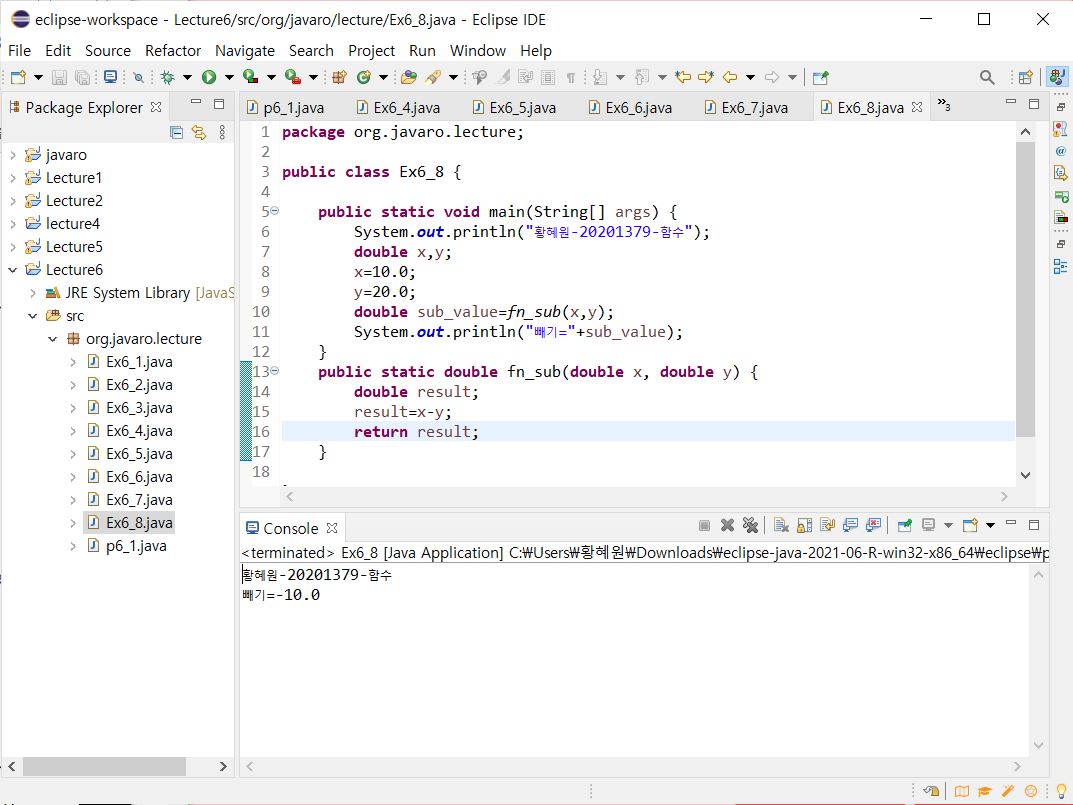 eclipse-workspace - Lecture6/src/org/javaro/lecture/Ex6_8.java - Eclipse IDE
File Edit Source Refactor Navigate Search Project Run Window Help
Package Explorer
javaro
Lecture1
Lecture2
lecture4
Lecture5
Lecture6
JRE System Library [JavaS
src
org.javaro.lecture
Ex6_1.java
Ex6_2.java
Ex6_3.java
Ex6_4.java
Ex6_5.java
Ex6_6.java
Ex6_7.java
Ex6_8.java
p6_1.java
p6_1.java Ex6_4.java Ex6_5.java Ex6_6.java Ex6_7.java Ex6_8.java »3
1 package org.javaro.lecture;
2
3 public class Ex6_8 {
4
5 public static void main(String[] args) {
6 System.out.println("황혜원-20201379-함수");
7 double x,y;
8 x=10.0;
9 y=20.0;
10 double sub_value=fn_sub(x,y);
11 System.out.println("빼기="+sub_value);
12 }
13 public static double fn_sub(double x, double y) {
14 double result;
15 result=x-y;
16 return result;
17 }
18
Console
<terminated> Ex6_8 [Java Application] C:₩Users₩황혜원₩Downloads₩eclipse-java-2021-06-R-win32-x86_64₩eclipse₩p
황혜원-20201379-함수
빼기=-10.0